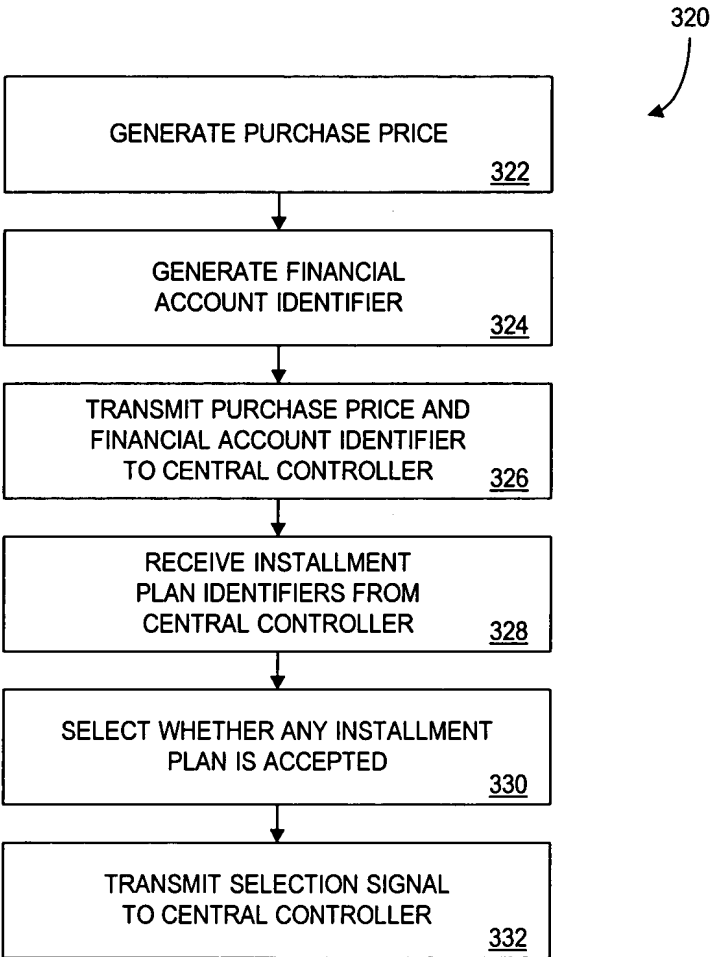 320
GENERATE PURCHASE PRICE
322
GENERATE FINANCIAL
ACCOUNT IDENTIFIER
324
TRANSMIT PURCHASE PRICE AND
FINANCIAL ACCOUNT IDENTIFIER
TO CENTRAL CONTROLLER
326
RECEIVE INSTALLMENT
PLAN IDENTIFIERS FROM
CENTRAL CONTROLLER
328
SELECT WHETHER ANY INSTALLMENT
PLAN IS ACCEPTED
330
TRANSMIT SELECTION SIGNAL
TO CENTRAL CONTROLLER
332